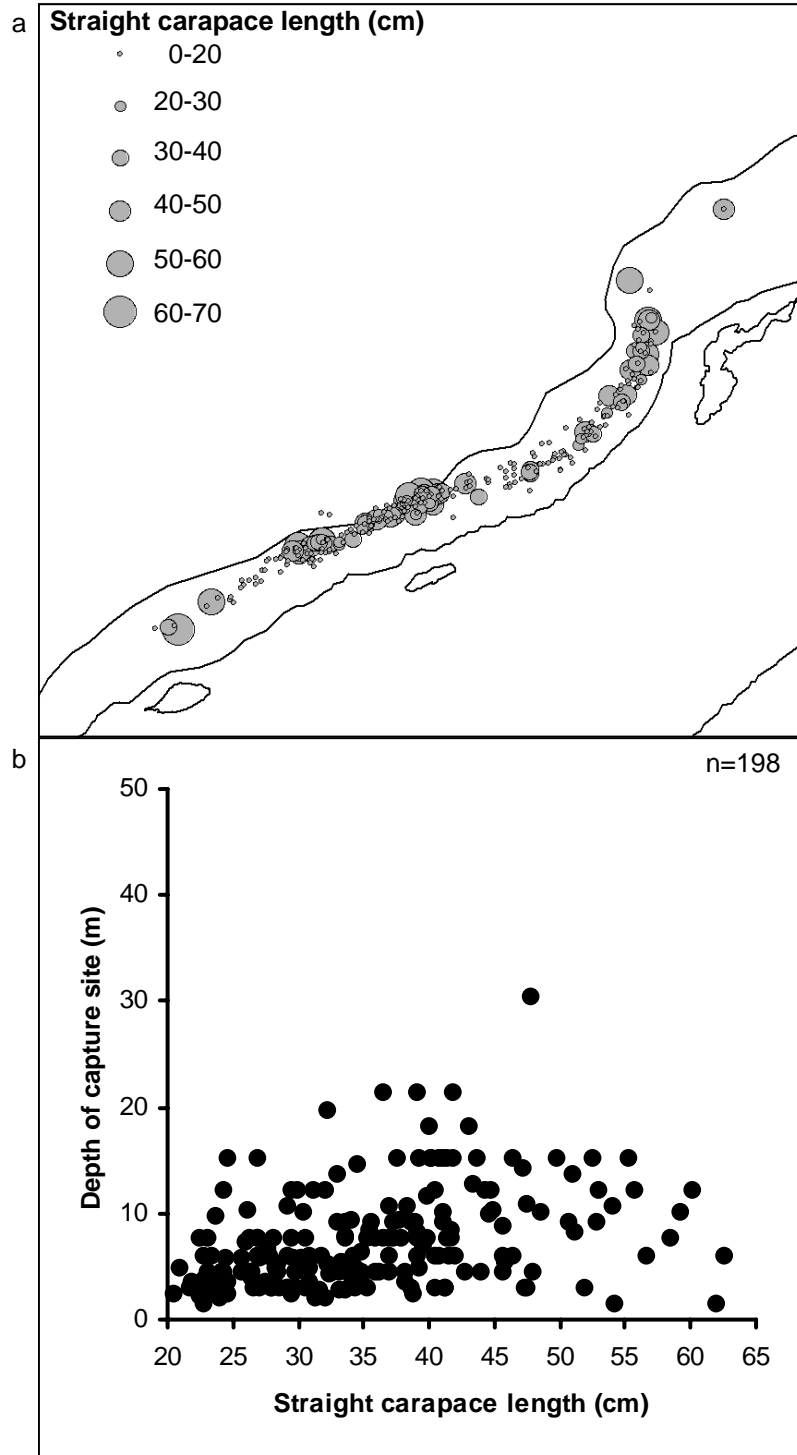 a
Straight carapace length (cm)
0-20
20-30
30-40
40-50
50-60
60-70
b
n=198
50
40
30
20
10
0
Depth of capture site (m)
20 25 30 35 40 45 50 55 60 65
Straight carapace length (cm)